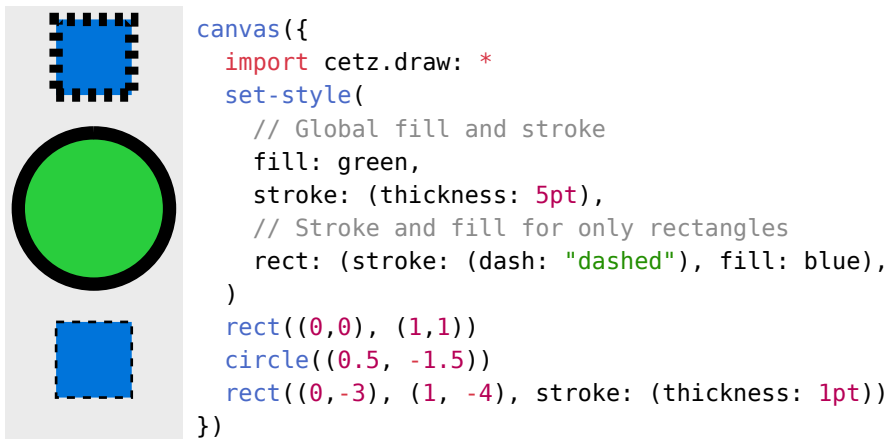 canvas({
  import cetz.draw: *
  set-style(
    // Global fill and stroke
    fill: green,
    stroke: (thickness: 5pt),
    // Stroke and fill for only rectangles
    rect: (stroke: (dash: "dashed"), fill: blue),
  )
  rect((0,0), (1,1))
  circle((0.5, -1.5))
  rect((0,-3), (1, -4), stroke: (thickness: 1pt))
})